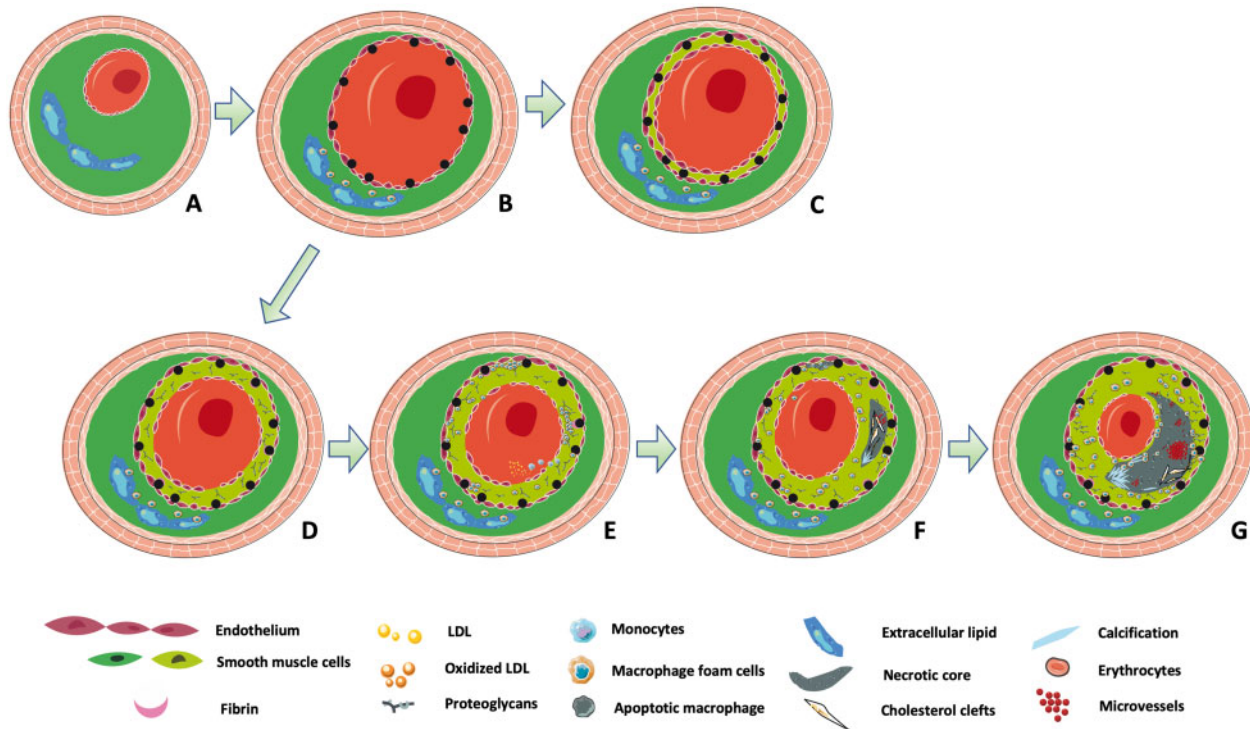 A
B
C
D
E
F
G
Endothelium
Smooth muscle cells
Fibrin
LDL
Oxidized LDL
Proteoglycans
Monocytes
Macrophage foam cells
Apoptotic macrophage
Extracellular lipid
Necrotic core
Cholesterol clefts
Calcification
Erythrocytes
Microvessels